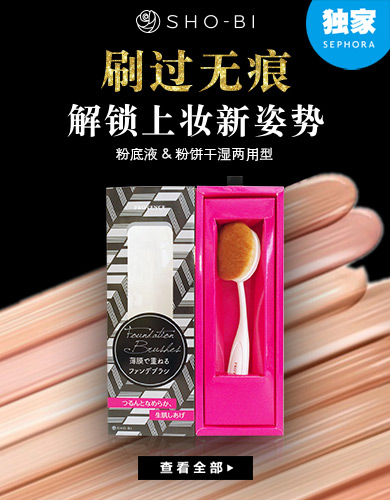 SHO-BI
独家
SEPHORA
刷过无痕
解锁上妆新姿势
粉底液 & 粉饼干湿两用型
Foundation
Brushes
薄膜で重ねる
ファンデブラシ
つるんとなめらか、
生肌しあげ
SHO-BI
查看全部